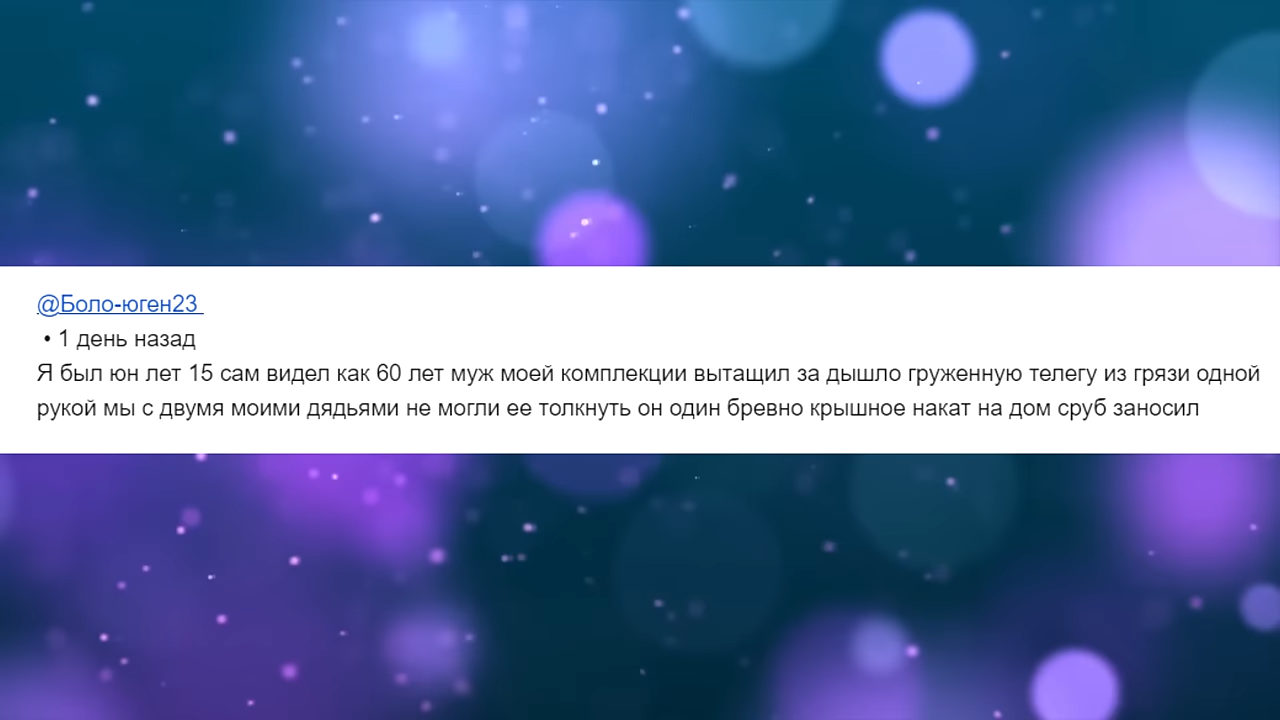 @Боло-юген23
• 1 день назад
Я был юн лет 15 сам видел как 60 лет муж моей комплекции вытащил за дышло груженную телегу из грязи одной
рукой мы с двумя моими дядьями не могли ее толкнуть он один бревно крышное накат на дом сруб заносил